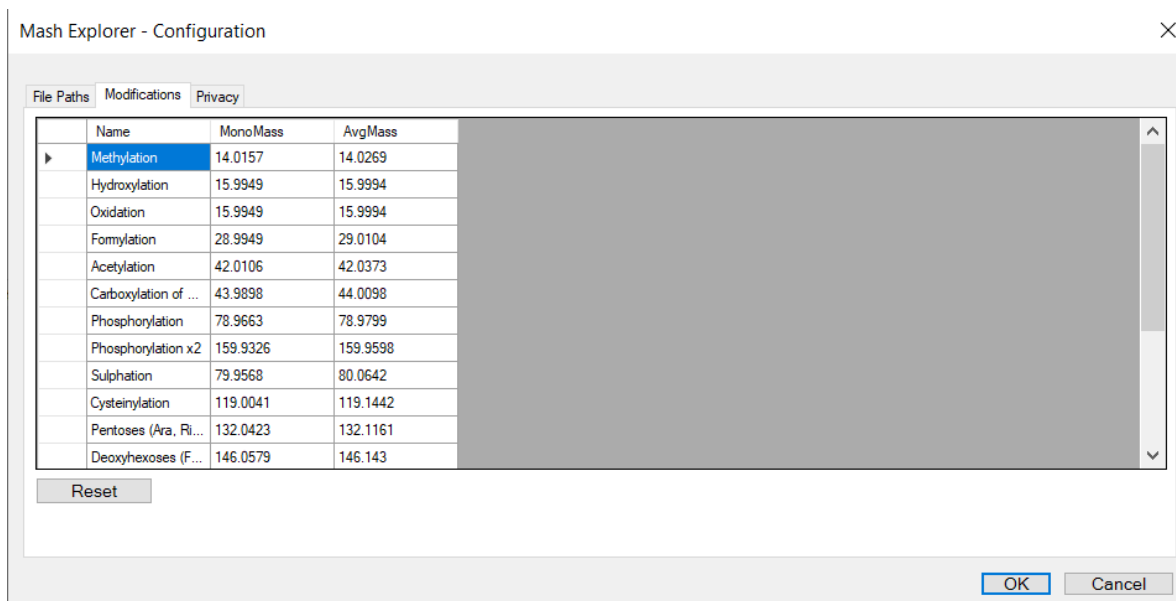 Mash Explorer - Configuration
File Paths Modifications Privacy
Name MonoMass AvgMass
Methylation 14.0157 14.0269
Hydroxylation 15.9949 15.9994
Oxidation 15.9949 15.9994
Formylation 28.9949 29.0104
Acetylation 42.0106 42.0373
Carboxylation of ... 43.9898 44.0098
Phosphorylation 78.9663 78.9799
Phosphorylation x2 159.9326 159.9598
Sulphation 79.9568 80.0642
Cysteinylation 119.0041 119.1442
Pentoses (Ara, Ri... 132.0423 132.1161
Deoxyhexoses (F... 146.0579 146.143
Reset
OK Cancel